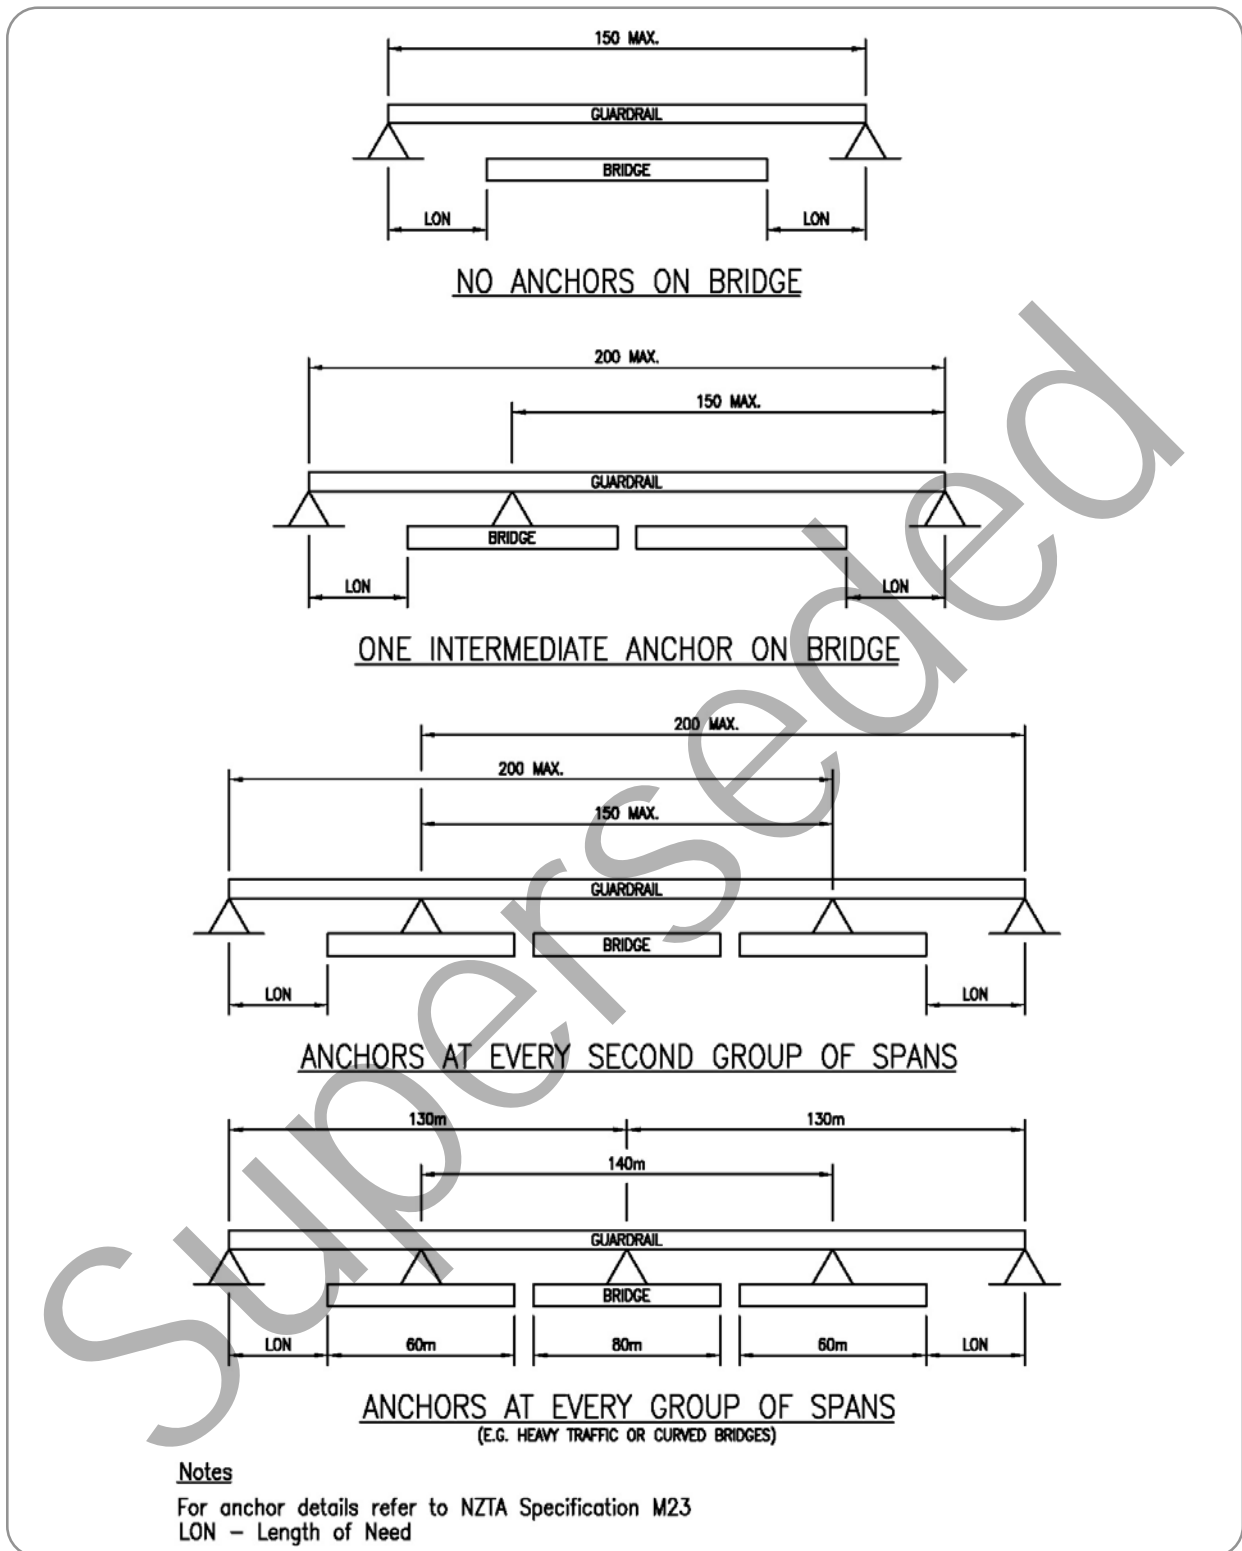 150 MAX.
GUARDRAIL
BRIDGE
LON LON
NO ANCHORS ON BRIDGE
200 MAX.
150 MAX.
GUARDRAIL
BRIDGE
LON LON
ONE INTERMEDIATE ANCHOR ON BRIDGE
200 MAX.
200 MAX.
150 MAX.
GUARDRAIL
BRIDGE
LON LON
ANCHORS AT EVERY SECOND GROUP OF SPANS
130m 130m
140m
GUARDRAIL
BRIDGE
LON 60m 80m 60m LON
ANCHORS AT EVERY GROUP OF SPANS
(E.G. HEAVY TRAFFIC OR CURVED BRIDGES)
Notes
For anchor details refer to NZTA Specification M23
LON – Length of Need
Superseded